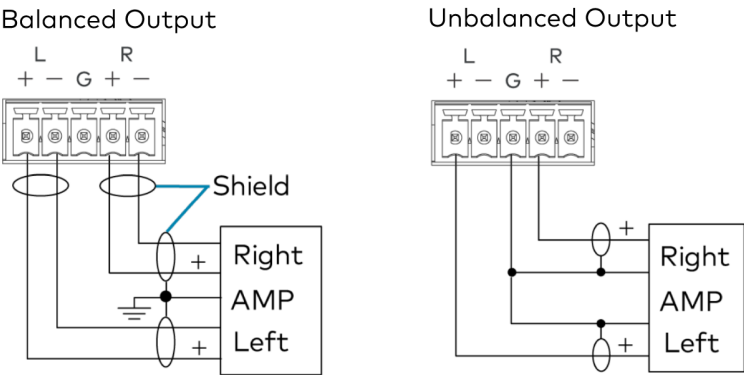 Balanced Output
L R
+ − G + −
Shield
Right
+
AMP
Left
+
Unbalanced Output
L R
+ − G + −
+
Right
AMP
Left
+